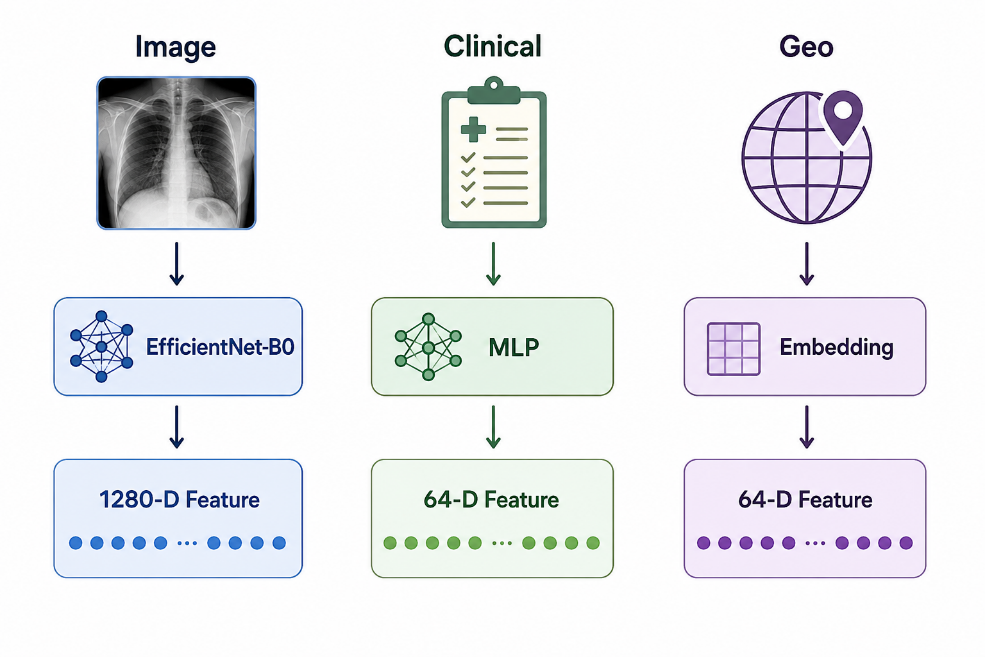 Image
Clinical
Geo
EfficientNet-B0
MLP
Embedding
1280-D Feature
64-D Feature
64-D Feature